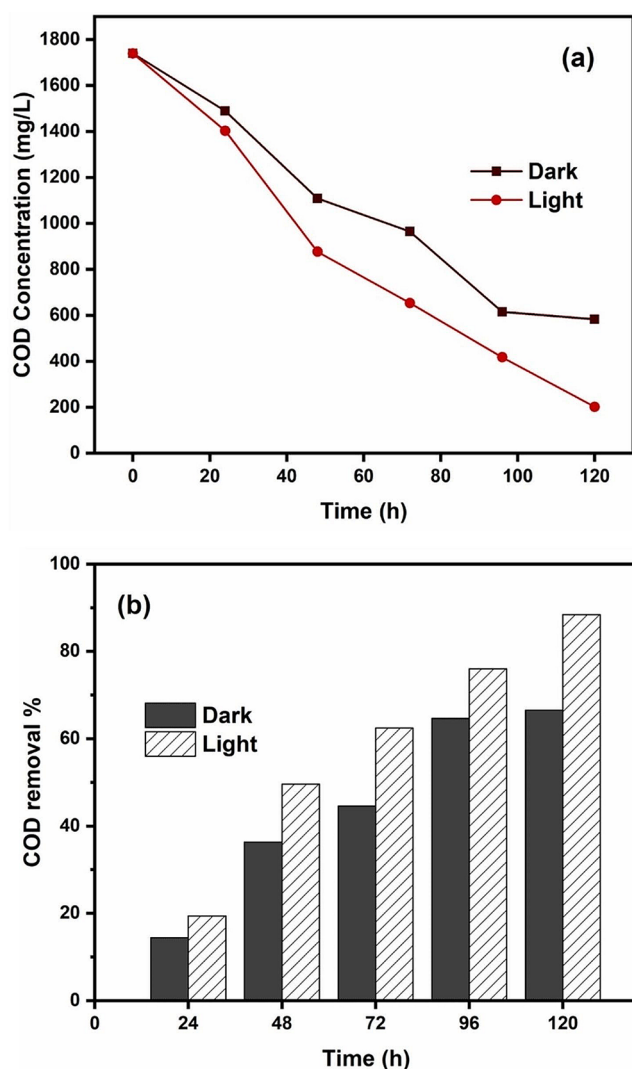 (a)
COD Concentration (mg/L)
1800
1600
1400
1200
1000
800
600
400
200
0
Dark
Light
0 20 40 60 80 100 120
Time (h)
(b)
COD removal %
100
80
60
40
20
0
Dark
Light
0 24 48 72 96 120
Time (h)